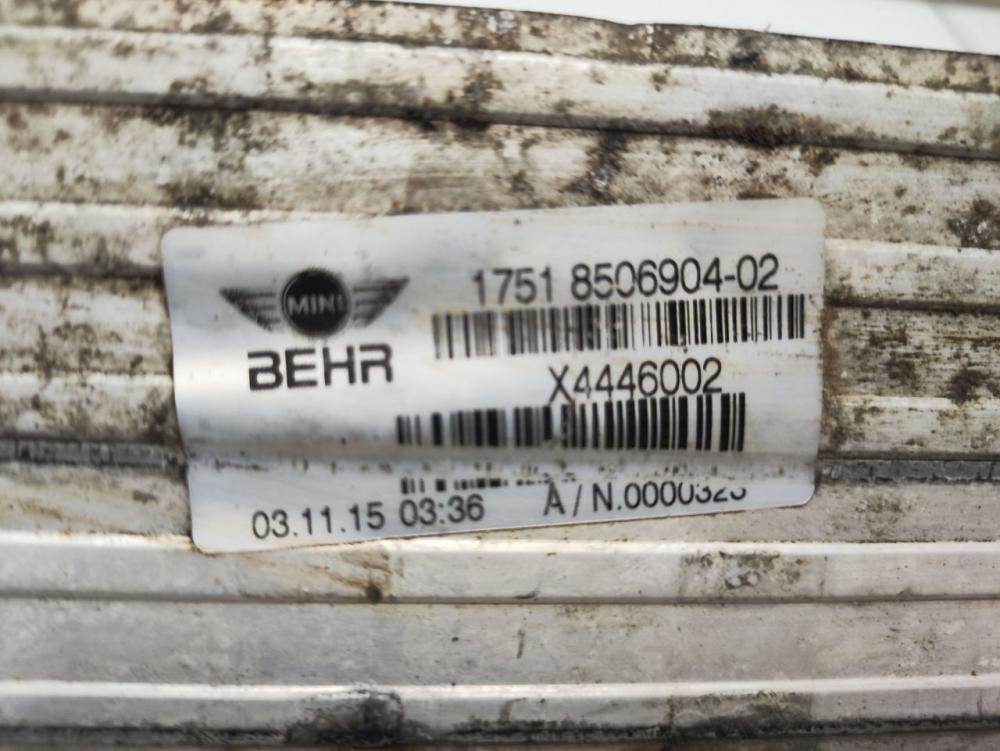 MINI
1751 8506904-02
BEHR
X4446002
03.11.15 03:36 A/N.